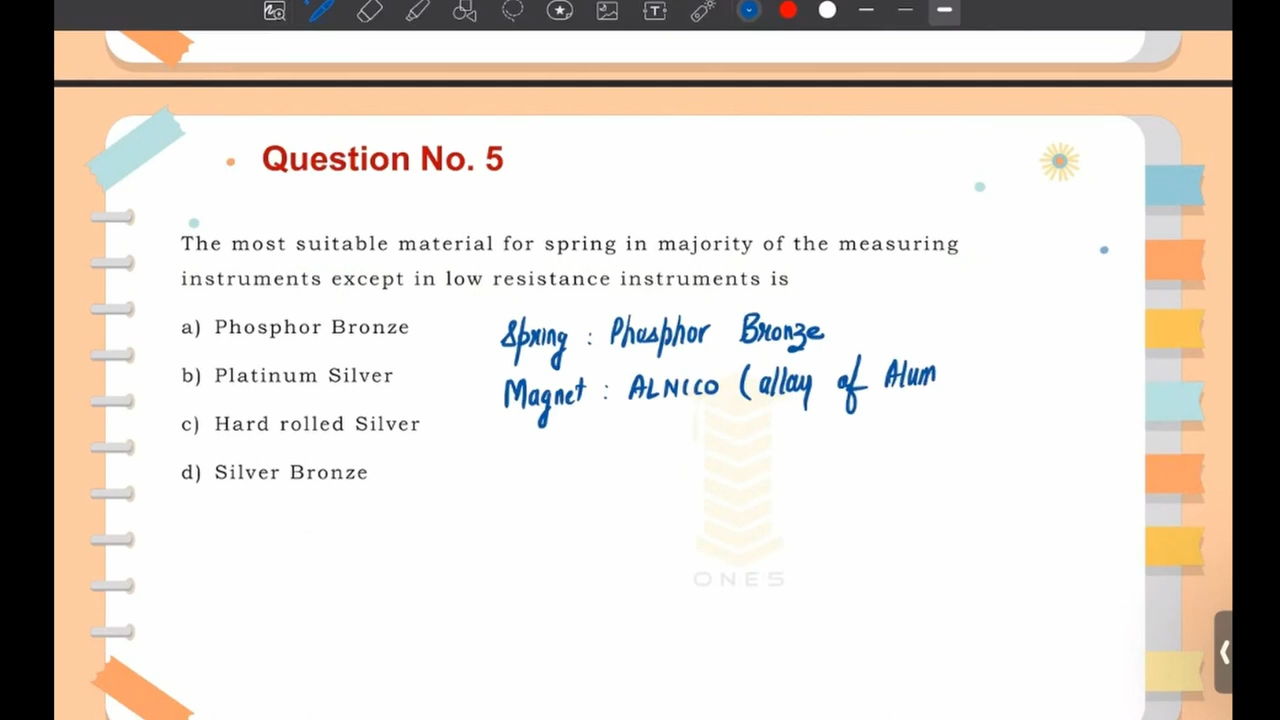 Question No. 5
The most suitable material for spring in majority of the measuring
instruments except in low resistance instruments is
a) Phosphor Bronze
b) Platinum Silver
c) Hard rolled Silver
d) Silver Bronze
Spring : Phosphor Bronze
Magnet : ALNICO (allay of Alum
ONES